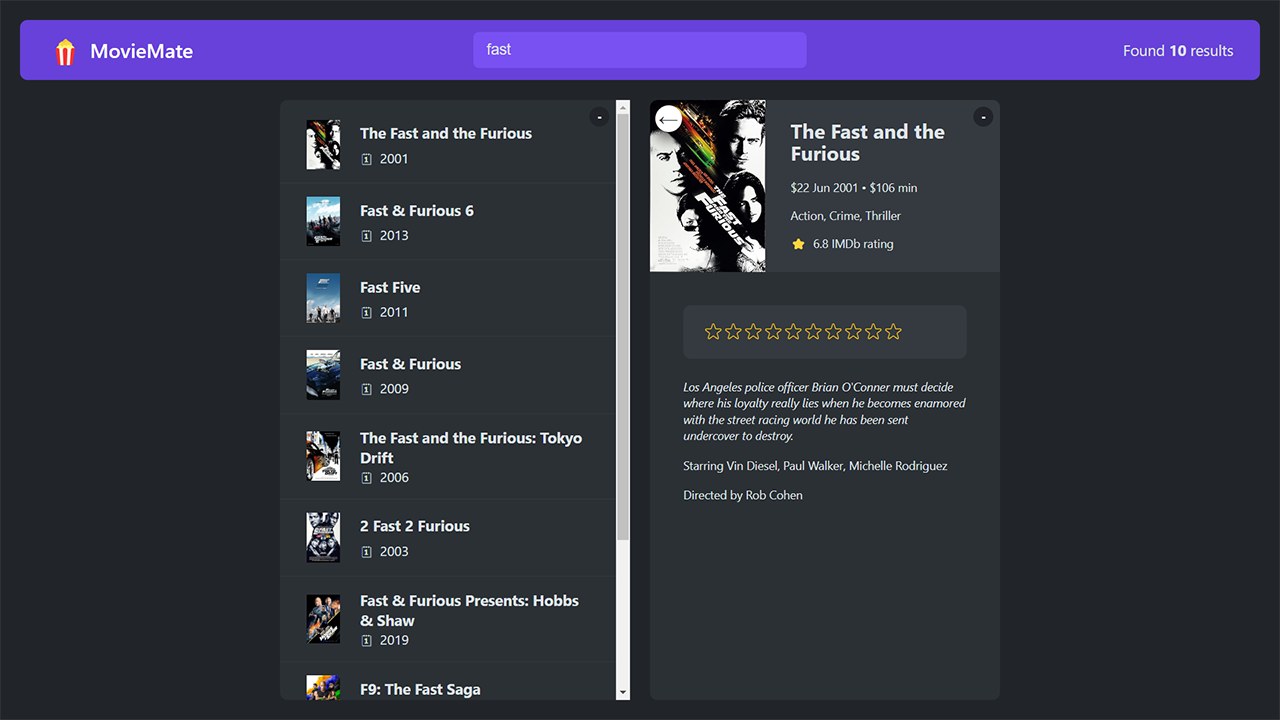 MovieMate
fast
Found 10 results
-
The Fast and the Furious
2001
Fast & Furious 6
2013
Fast Five
2011
Fast & Furious
2009
The Fast and the Furious: Tokyo
Drift
2006
2 Fast 2 Furious
2003
Fast & Furious Presents: Hobbs
& Shaw
2019
F9: The Fast Saga
←
THE
FAST
AND THE
FURIOUS
-
The Fast and the
Furious
$22 Jun 2001 • $106 min
Action, Crime, Thriller
6.8 IMDb rating
Los Angeles police officer Brian O'Conner must decide
where his loyalty really lies when he becomes enamored
with the street racing world he has been sent
undercover to destroy.
Starring Vin Diesel, Paul Walker, Michelle Rodriguez
Directed by Rob Cohen